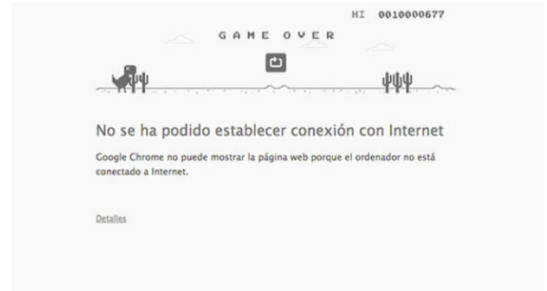 HI 0010000677
GAME OVER
No se ha podido establecer conexión con Internet
Google Chrome no puede mostrar la página web porque el ordenador no está
conectado a Internet.
Detalles